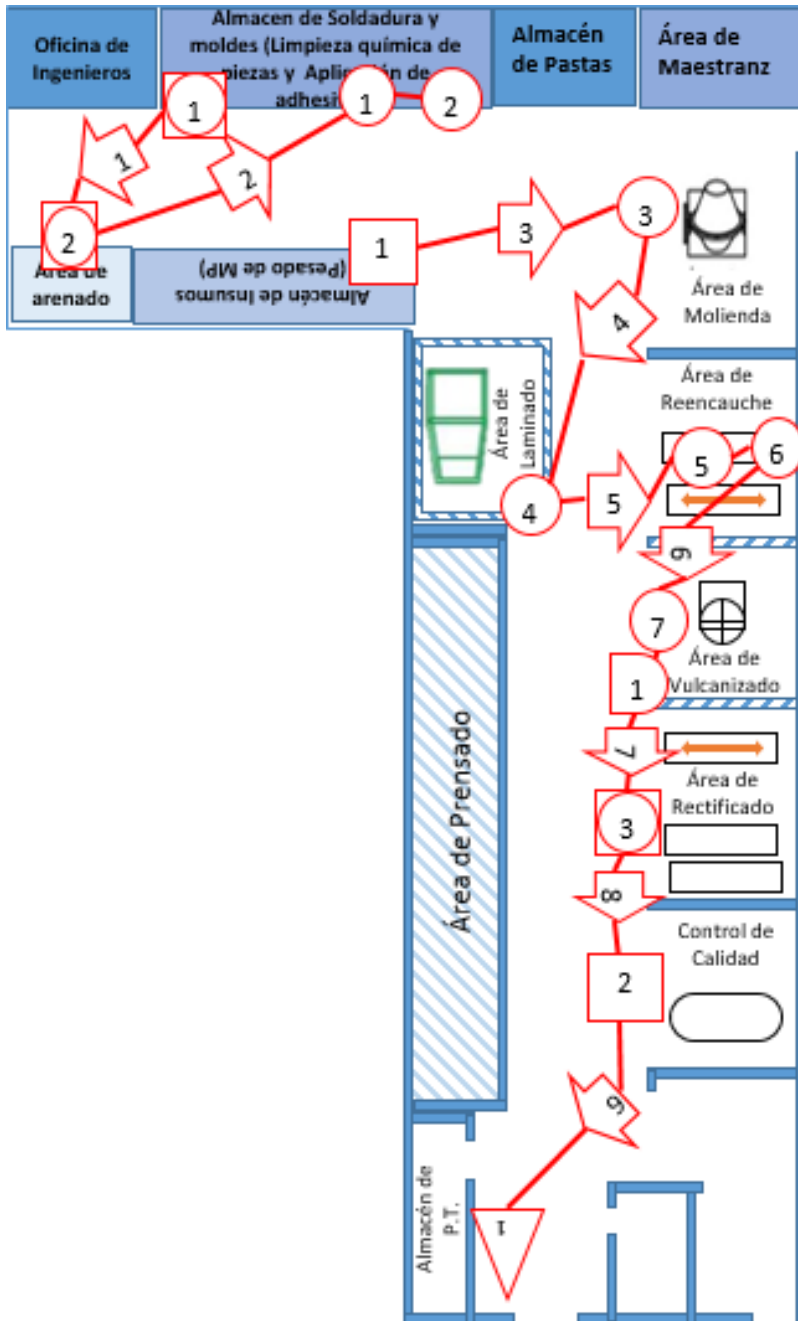 Oficina de
Ingenieros
Almacen de Soldadura y
moldes (Limpieza química de
piezas y Aplicación de
adhesi
Almacén
de Pastas
Área de
Maestranz
1
1
2
1
2
2
1
3
3
Área de
arenado
Almacén de Insumos
(Pesado de MP)
Área de
Molienda
4
Área de
Laminado
Área de
Reencauche
4
5
5
6
6
7
Área de
Vulcanizado
1
7
Área de Prensado
Área de
Rectificado
3
8
Control de
Calidad
2
9
Almacén de
P.T.
1